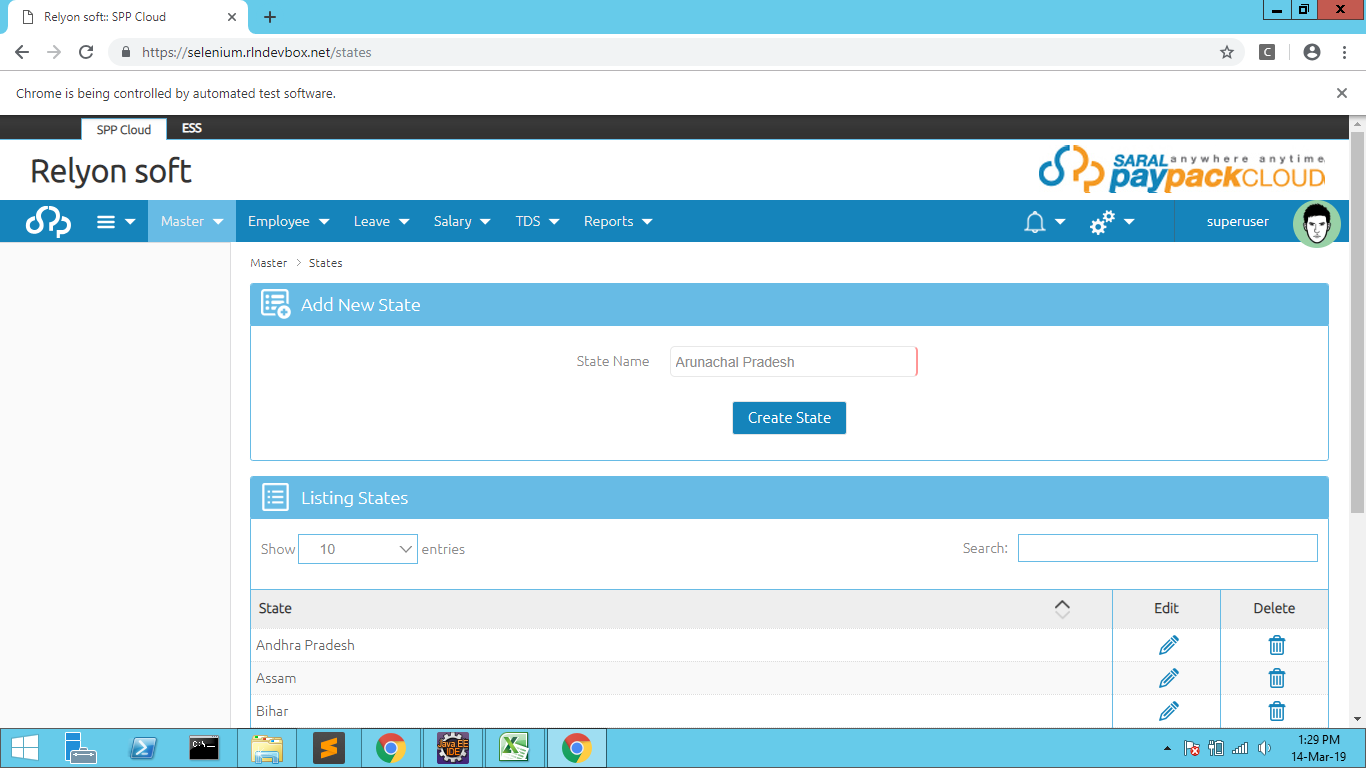 Relyon soft:: SPP Cloud
https://selenium.rlndevbox.net/states
C
Chrome is being controlled by automated test software.
SPP Cloud ESS
Relyon soft
SARAL anywhere anytime
paypackCLOUD
Master Employee Leave Salary TDS Reports superuser
Master > States
Add New State
State Name Arunachal Pradesh
Create State
Listing States
Show 10 entries Search:
State Edit Delete
Andhra Pradesh
Assam
Bihar
C:\_
Java EE
IDE
1:29 PM
14-Mar-19